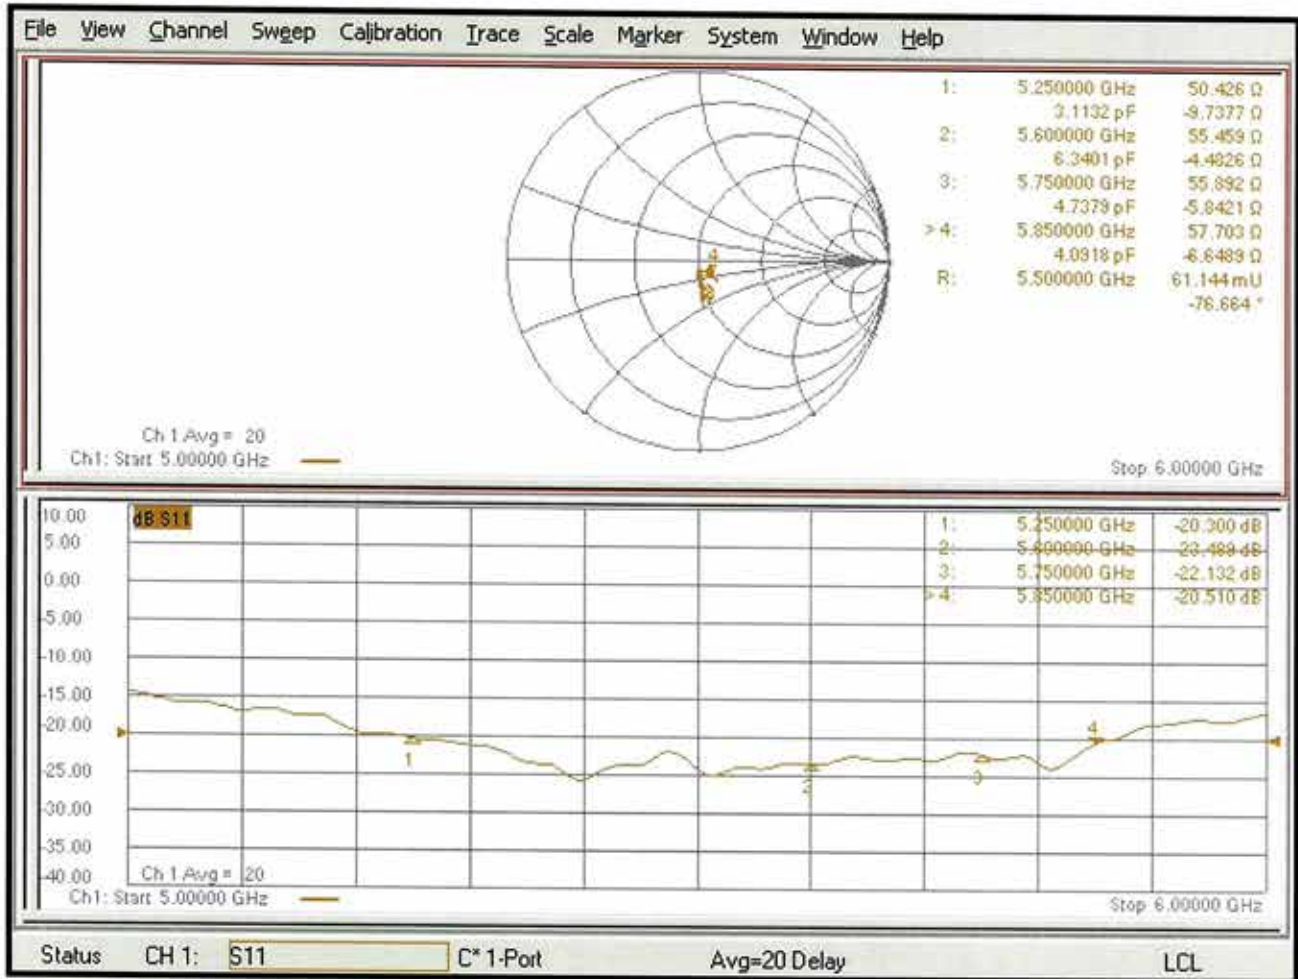 File View Channel Sweep Calibration Trace Scale Marker System Window Help
1: 5.250000 GHz 50.426 Ω
3.1132 pF -9.7377 Ω
2: 5.600000 GHz 55.459 Ω
6.3401 pF -4.4826 Ω
3: 5.750000 GHz 55.892 Ω
4.7379 pF -5.8421 Ω
> 4: 5.850000 GHz 57.703 Ω
4.0918 pF -6.6489 Ω
R: 5.500000 GHz 61.144 mU
-76.664 °
4
Ch 1 Avg = 20
Ch1: Start 5.00000 GHz
Stop 6.00000 GHz
dB S11
10.00
5.00
0.00
-5.00
-10.00
-15.00
-20.00
-25.00
-30.00
-35.00
-40.00
1: 5.250000 GHz -20.300 dB
2: 5.600000 GHz -23.489 dB
3: 5.750000 GHz -22.132 dB
> 4: 5.850000 GHz -20.510 dB
1
2
3
4
Ch 1 Avg = 20
Ch1: Start 5.00000 GHz
Stop 6.00000 GHz
Status CH 1: S11 C* 1-Port Avg=20 Delay LCL